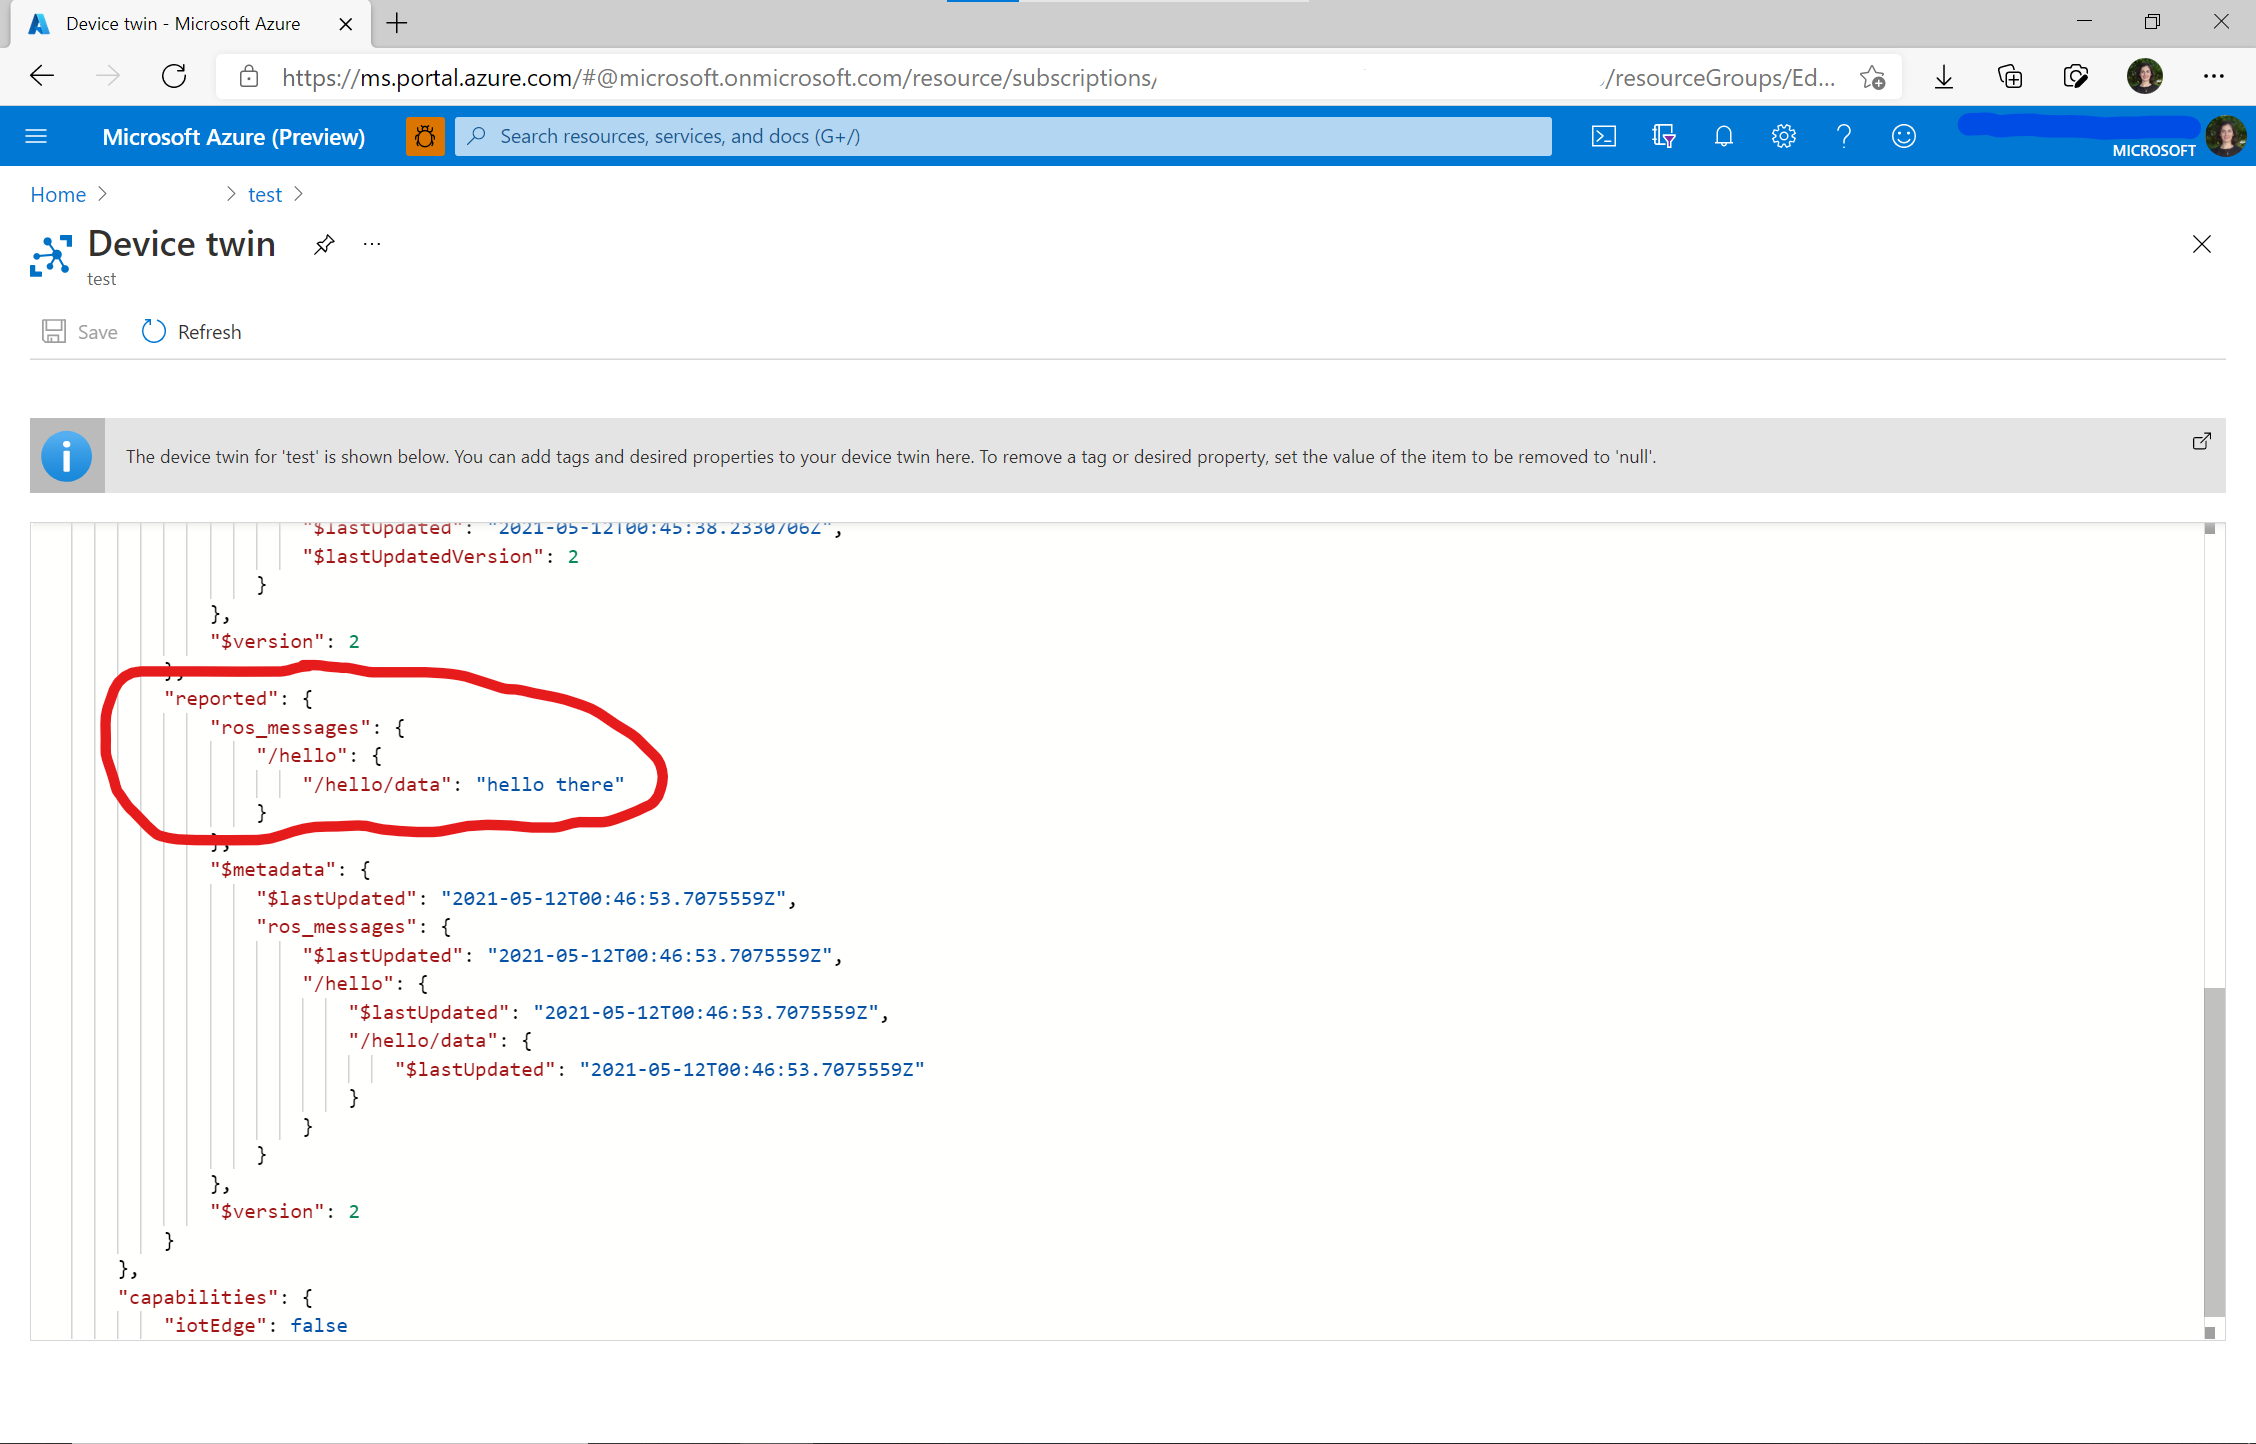 Device twin - Microsoft Azure
https://ms.portal.azure.com/#@microsoft.onmicrosoft.com/resource/subscriptions/ /resourceGroups/Ed...
Microsoft Azure (Preview)
Search resources, services, and docs (G+/)
MICROSOFT
Home > > test >
Device twin
...
test
Save
Refresh
The device twin for 'test' is shown below. You can add tags and desired properties to your device twin here. To remove a tag or desired property, set the value of the item to be removed to 'null'.
"$lastUpdated": "2021-05-12T00:45:38.2330706Z",
"$lastUpdatedVersion": 2
}
},
"$version": 2
},
"reported": {
"ros_messages": {
"/hello": {
"/hello/data": "hello there"
}
},
"$metadata": {
"$lastUpdated": "2021-05-12T00:46:53.7075559Z",
"ros_messages": {
"$lastUpdated": "2021-05-12T00:46:53.7075559Z",
"/hello": {
"$lastUpdated": "2021-05-12T00:46:53.7075559Z",
"/hello/data": {
"$lastUpdated": "2021-05-12T00:46:53.7075559Z"
}
}
}
},
"$version": 2
}
},
"capabilities": {
"iotEdge": false